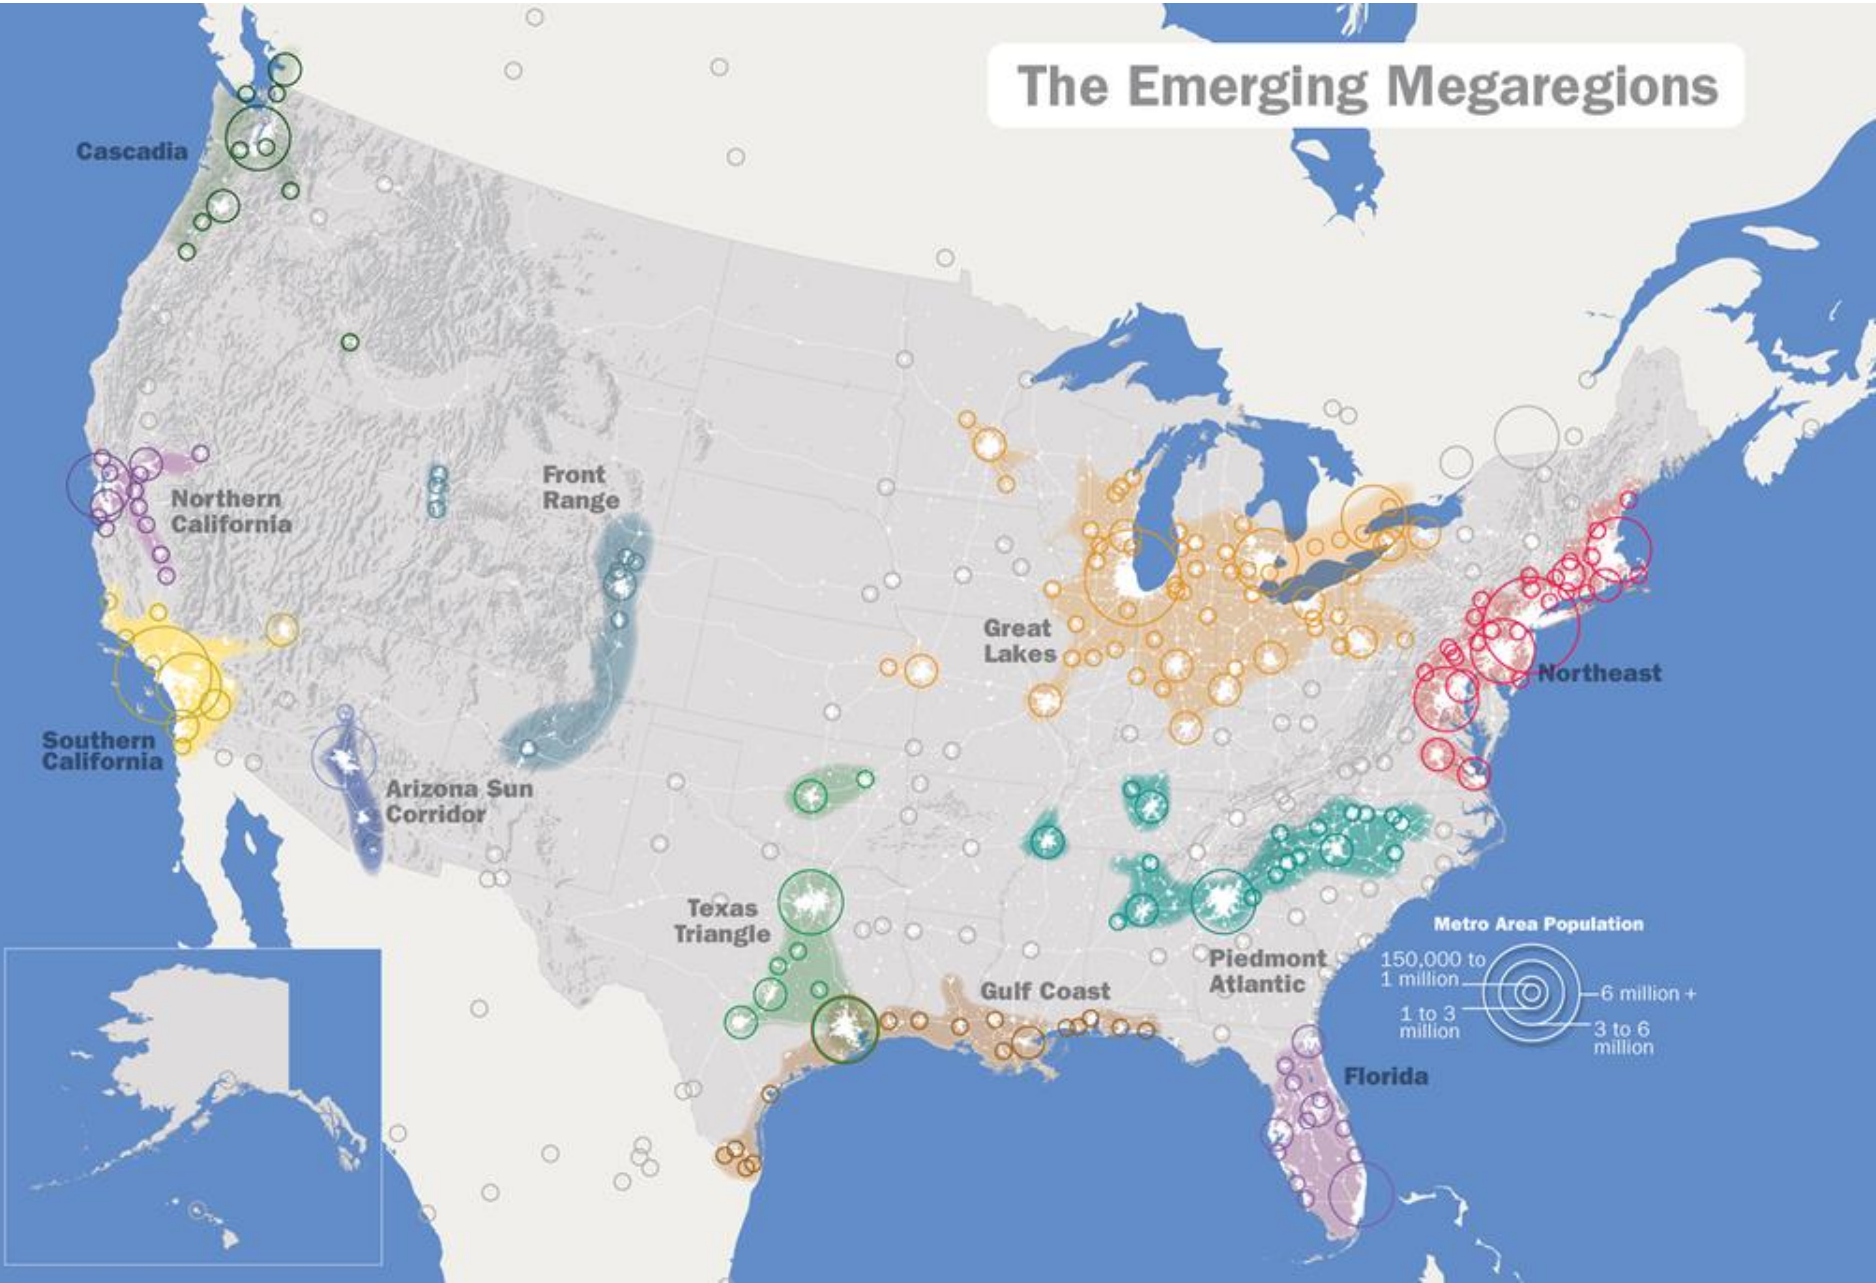 The Emerging Megaregions
Cascadia
Front
Range
Northern
California
Great
Lakes
Northeast
Southern
California
Arizona Sun
Corridor
Texas
Triangle
Piedmont
Atlantic
Gulf Coast
Florida
Metro Area Population
150,000 to
1 million
6 million +
1 to 3
million
3 to 6
million